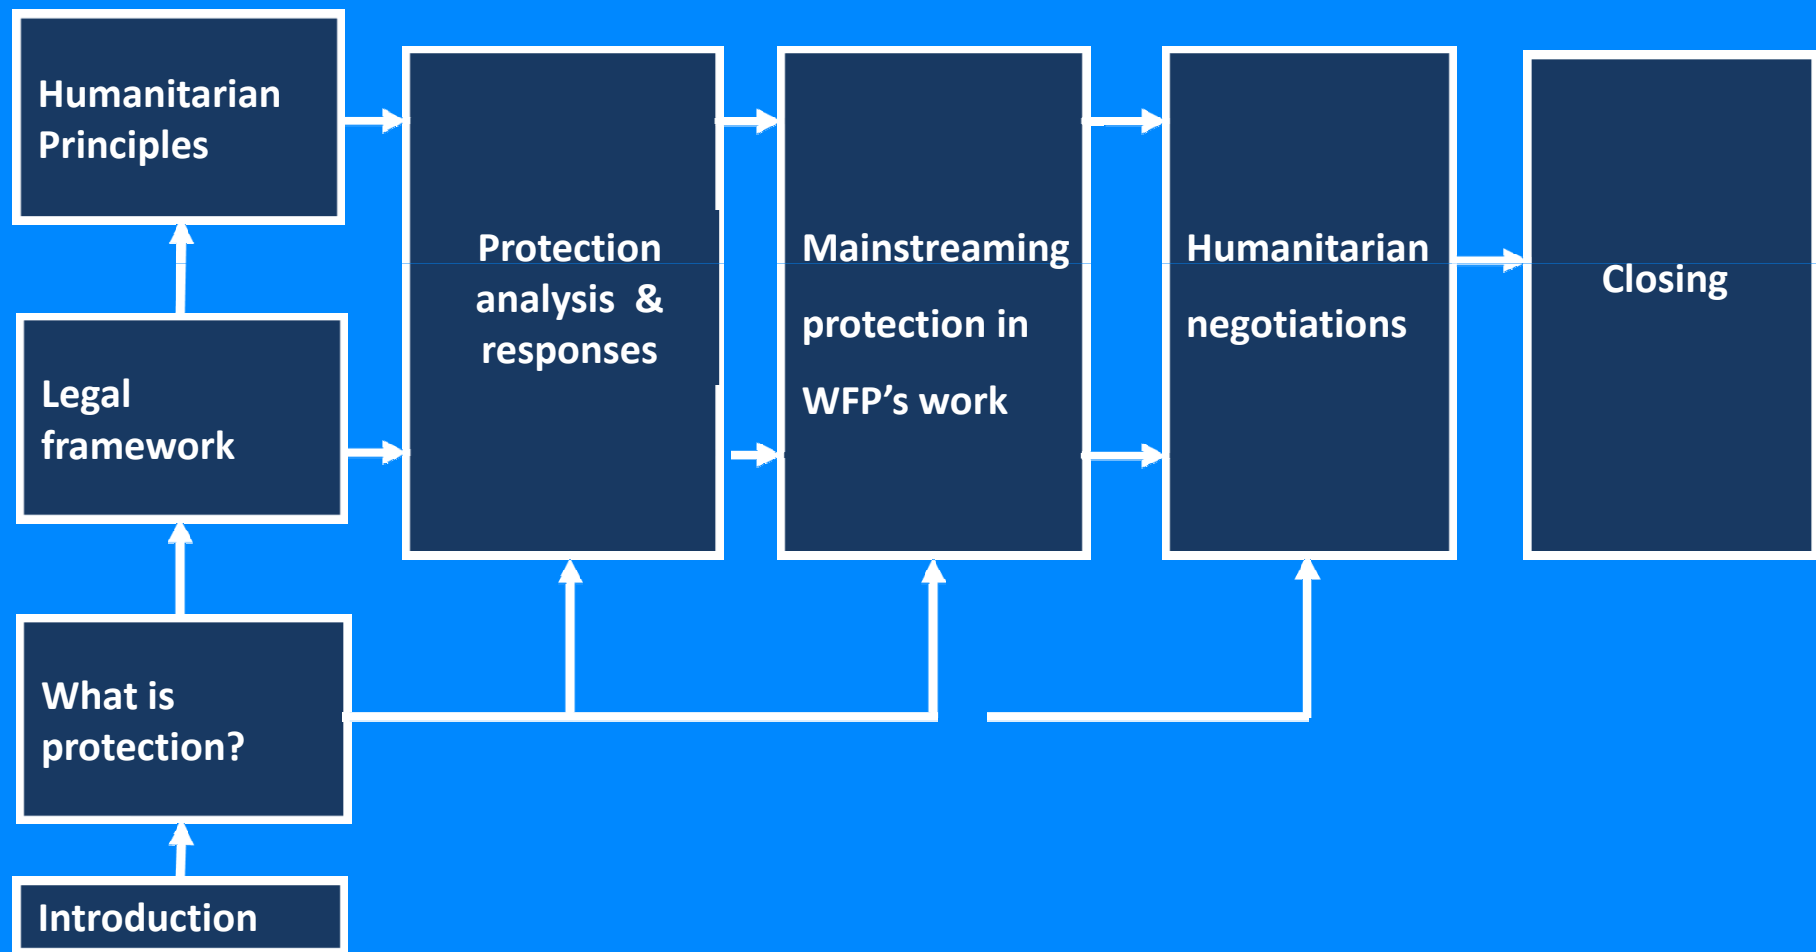 Humanitarian
Principles
Protection
analysis  &
responses
Mainstreaming
protection in
WFP’s work
Humanitarian
negotiations
Closing
Legal
framework
What is
protection?
Introduction